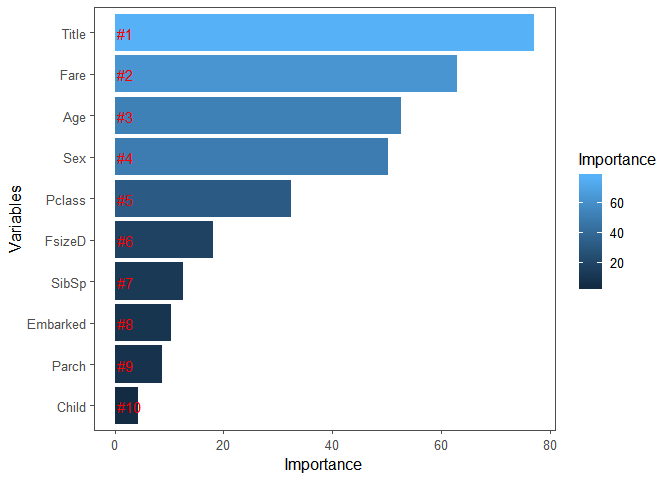 Title #1
Fare #2
Age #3
Sex #4
Pclass #5
FsizeD #6
SibSp #7
Embarked #8
Parch #9
Child #10
Variables
0 20 40 60 80
Importance
Importance
60
40
20